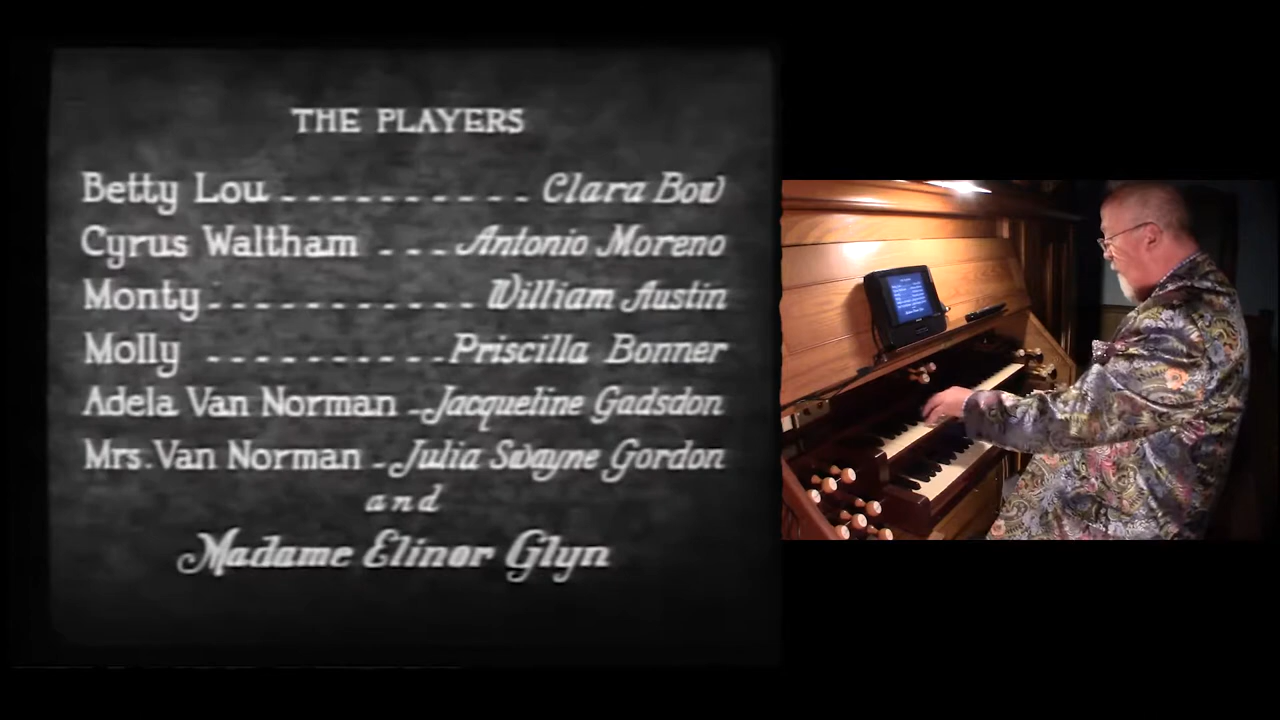 THE PLAYERS
Betty Lou - - - - - - - - - - Clara Bow
Cyrus Waltham - - - Antonio Moreno
Monty - - - - - - - - - - William Austin
Molly - - - - - - - - - - Priscilla Bonner
Adela Van Norman - Jacqueline Gadsdon
Mrs. Van Norman - Julia Swayne Gordon
and
Madame Elinor Glyn